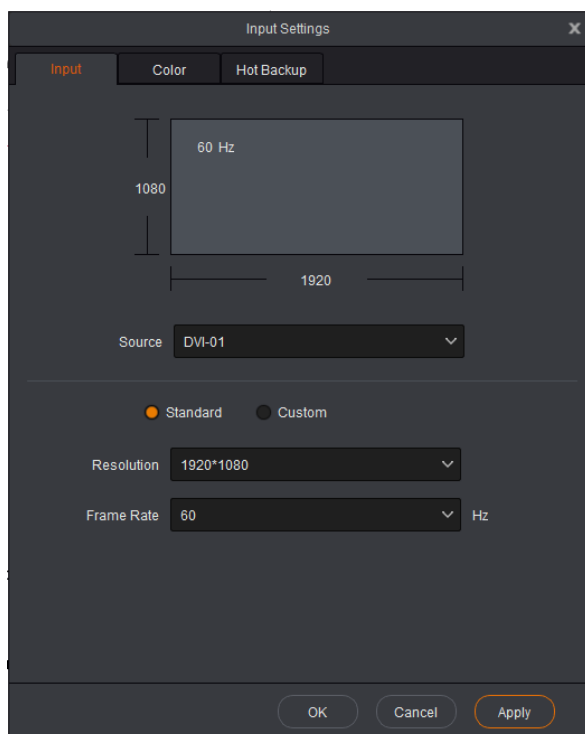 Input Settings
Input Color Hot Backup
60 Hz
1080
1920
Source DVI-01
Standard Custom
Resolution 1920*1080
Frame Rate 60 Hz
OK Cancel Apply